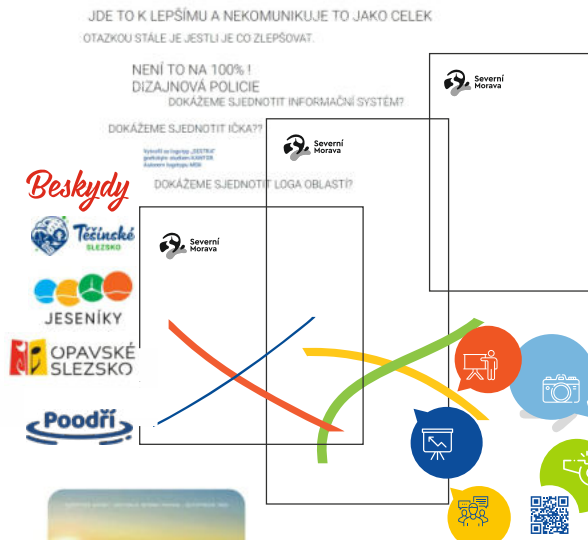 JDE TO K LEPŠÍMU A NEKOMUNIKUJE TO JAKO CELEK
OTAZKOU STÁLE JE JESTLI JE CO ZLEPŠOVAT.
NENÍ TO NA 100% !
DIZAJNOVÁ POLICIE
DOKÁŽEME SJEDNOTIT INFORMAČNÍ SYSTÉM?
Severní
Morava
DOKÁŽEME SJEDNOTIT IČKA??
Severní
Morava
DOKÁŽEME SJEDNOTIT LOGA OBLASTÍ?
Beskydy
Těšínské
SLEZSKO
Severní
Morava
JESENÍKY
OPAVSKÉ
SLEZSKO
Poodří